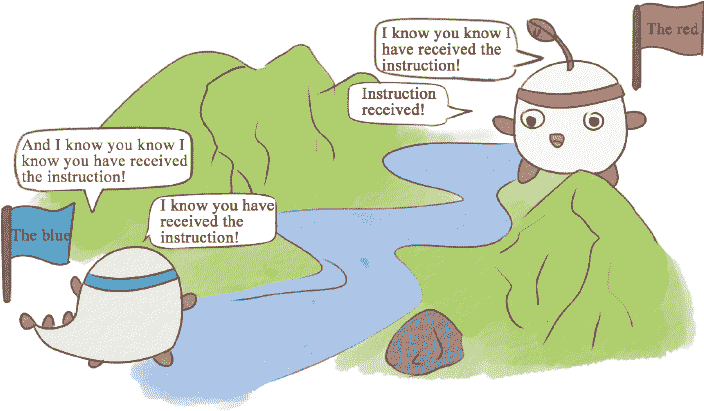 The red
I know you know I
have received the
instruction!
Instruction
received!
And I know you know I
know you have received
the instruction!
I know you have
received the
instruction!
The blue